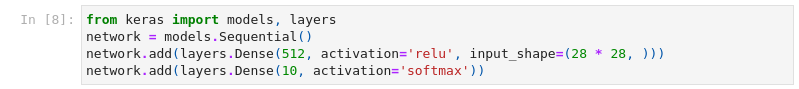 In [8]: from keras import models, layers
network = models.Sequential()
network.add(layers.Dense(512, activation='relu', input_shape=(28 * 28, )))
network.add(layers.Dense(10, activation='softmax'))